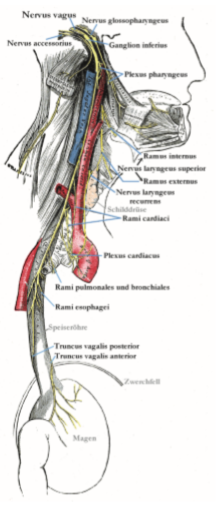 Nervus vagus
Nervus glossopharyngeus
Nervus accessorius
Ganglion inferius
Plexus pharyngeus
Ramus internus
Nervus laryngeus superior
Ramus externus
Nervus laryngeus
recurrens
Schilddrüse
Rami cardiaci
Plexus cardiacus
Rami pulmonales und bronchiales
Rami esophagei
Speiseröhre
Truncus vagalis posterior
Truncus vagalis anterior
Zwerchfell
Magen